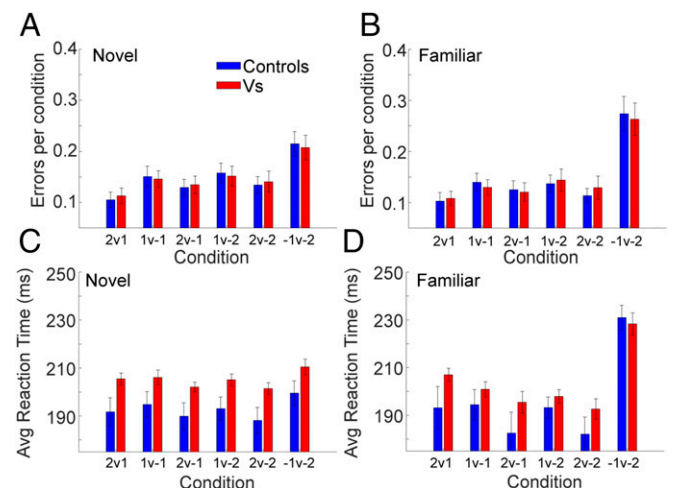 A
Novel
Errors per condition
0.4
0.3
0.2
0.1
Controls
Vs
2v1 1v-1 2v-1 1v-2 2v-2 -1v-2
Condition
B
Familiar
Errors per condition
0.4
0.3
0.2
0.1
2v1 1v-1 2v-1 1v-2 2v-2 -1v-2
Condition
C
Novel
Avg Reaction Time (ms)
250
230
210
190
2v1 1v-1 2v-1 1v-2 2v-2 -1v-2
Condition
D
Familiar
Avg Reaction Time (ms)
250
230
210
190
2v1 1v-1 2v-1 1v-2 2v-2 -1v-2
Condition